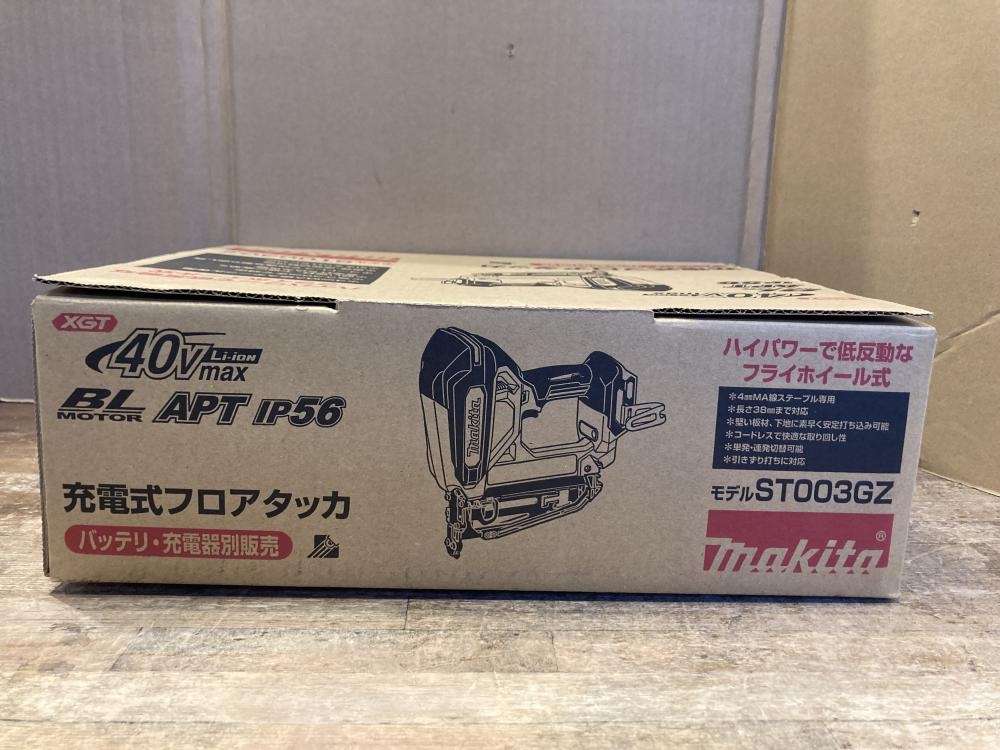 XGT
40Vmax
Li-ion
BL
MOTOR
APT IP56
充電式フロアタッカ
バッテリ・充電器別販売
makita
ハイパワーで低反動な
フライホイール式
＊4㎜MA線ステープル専用
＊長さ38㎜まで対応
＊堅い板材、下地に素早く安定打ち込み可能
＊コードレスで快適な取り回し性
＊単発・連発切替可能
＊引きずり打ちに対応
モデルST003GZ
makita®